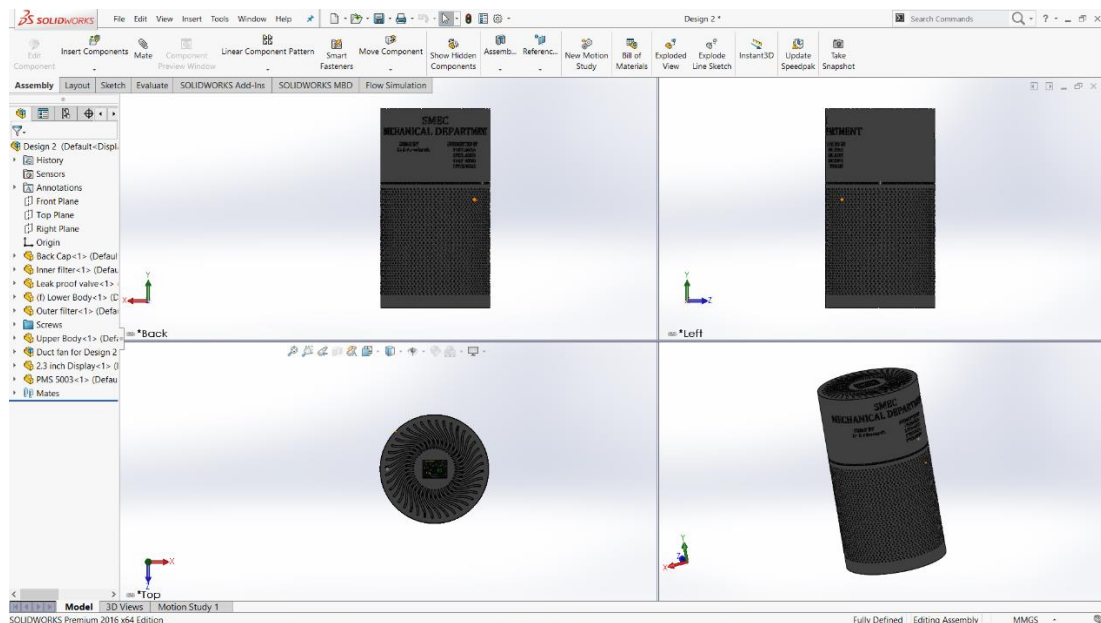 SOLIDWORKS File Edit View Insert Tools Window Help Design 2 * Search Commands
Edit Component
Insert Components
Mate
Component Preview Window
Linear Component Pattern
Smart Fasteners
Move Component
Show Hidden Components
Assemb...
Referenc...
New Motion Study
Bill of Materials
Exploded View
Explode Line Sketch
Instant3D
Update Speedpak
Take Snapshot
Assembly Layout Sketch Evaluate SOLIDWORKS Add-Ins SOLIDWORKS MBD Flow Simulation
Design 2 (Default<Displ
History
Sensors
Annotations
Front Plane
Top Plane
Right Plane
Origin
Back Cap<1> (Defaul
Inner filter<1> (Defau
Leak proof valve<1>
(f) Lower Body<1> (D
Outer filter<1> (Defau
Screws
Upper Body<1> (Defa
Duct fan for Design 2
2.3 inch Display<1> (
PMS 5003<1> (Defau
Mates
SMEC
MECHANICAL DEPARTMENT
Y
X
*Back
RTMENT
Y
Z
*Left
X
Z
*Top
SMEC
MECHANICAL DEPARTM
Y
Z
X
Model 3D Views Motion Study 1
SOLIDWORKS Premium 2016 x64 Edition Fully Defined Editing Assembly MMGS